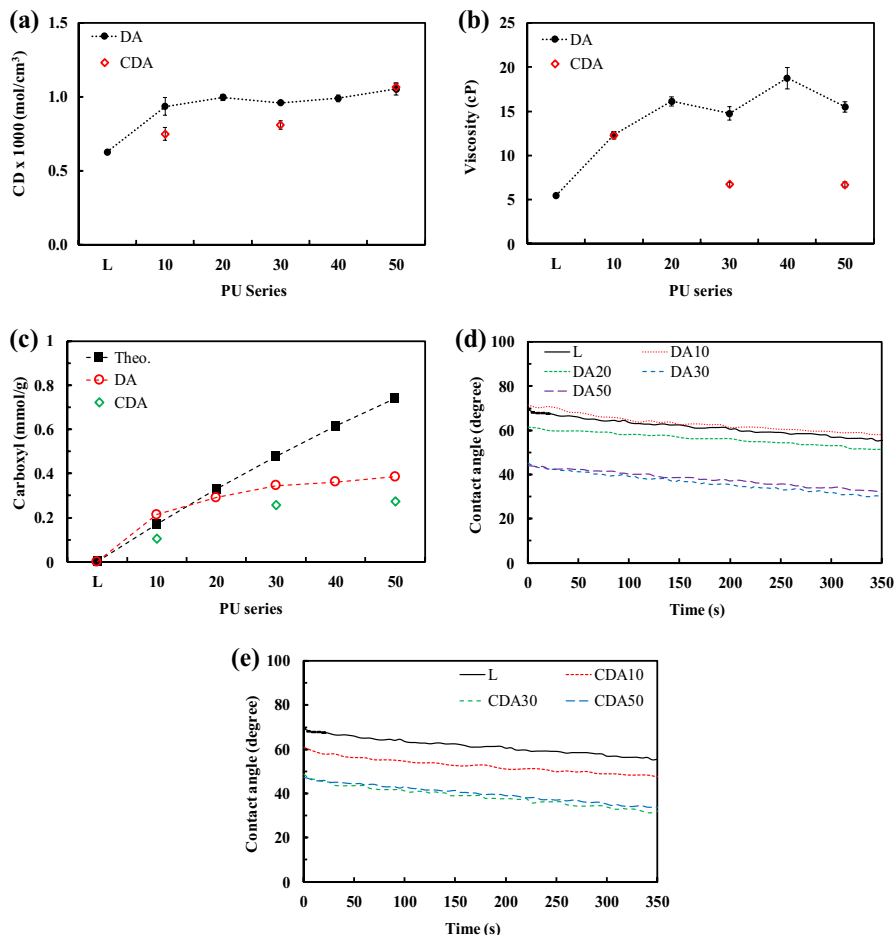 (a)
DA
CDA
CD x 1000 (mol/cm³)
1.5
1.0
0.5
0.0
L 10 20 30 40 50
PU Series
(b)
DA
CDA
Viscosity (cP)
25
20
15
10
5
0
L 10 20 30 40 50
PU Series
(c)
Theo.
DA
CDA
Carboxyl (mmol/g)
1
0.8
0.6
0.4
0.2
0
L 10 20 30 40 50
PU series
(d)
L DA10
DA20 DA30
DA50
Contact angle (degree)
100
80
60
40
20
0
0 50 100 150 200 250 300 350
Time (s)
(e)
L CDA10
CDA30 CDA50
Contact angle (degree)
100
80
60
40
20
0
0 50 100 150 200 250 300 350
Time (s)